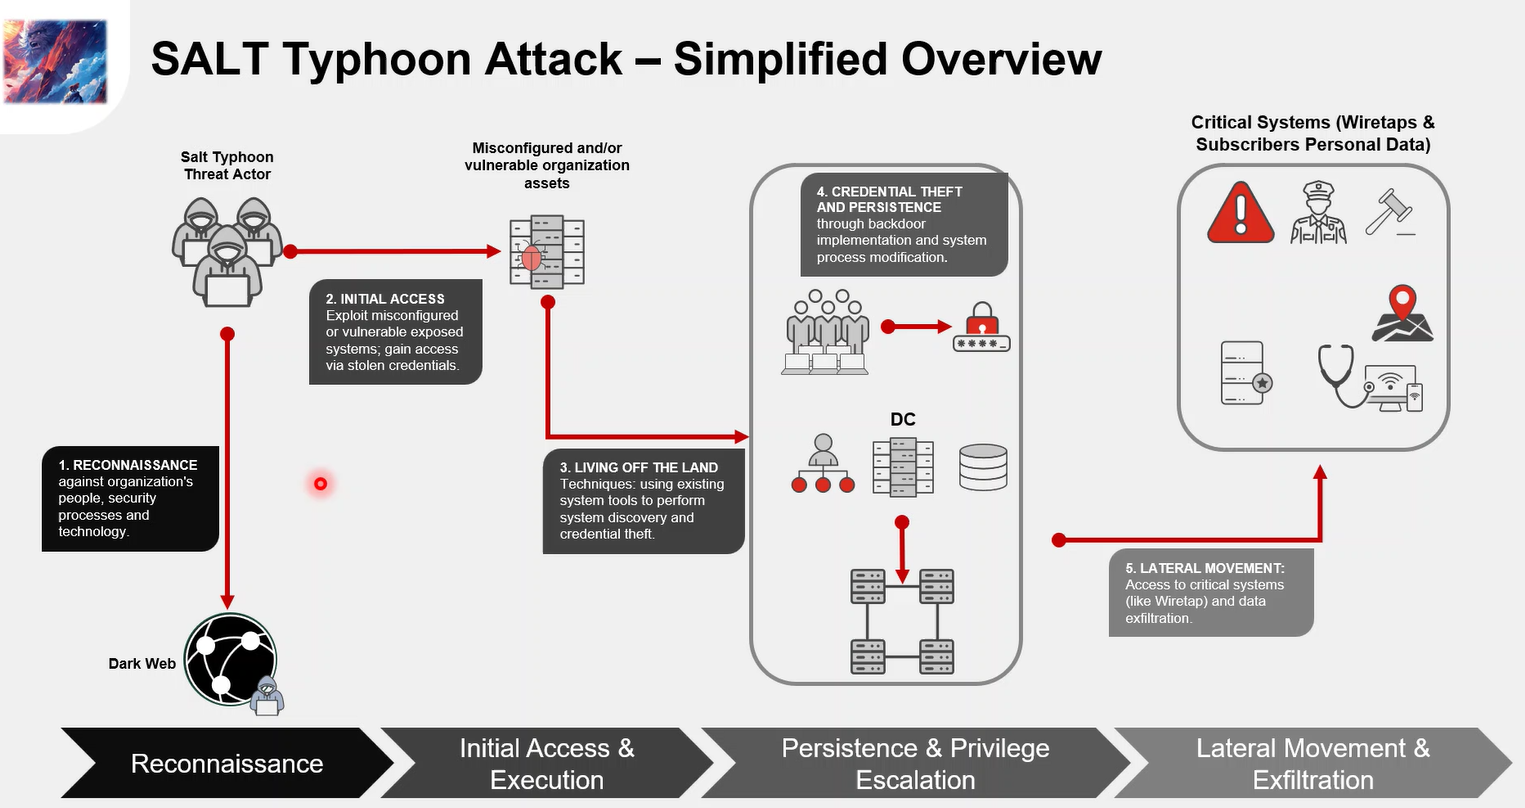 SALT Typhoon Attack – Simplified Overview
Salt Typhoon
Threat Actor
Misconfigured and/or
vulnerable organization
assets
Critical Systems (Wiretaps &
Subscribers Personal Data)
1. RECONNAISSANCE
against organization's
people, security
processes and
technology.
2. INITIAL ACCESS
Exploit misconfigured
or vulnerable exposed
systems; gain access
via stolen credentials.
3. LIVING OFF THE LAND
Techniques: using existing
system tools to perform
system discovery and
credential theft.
4. CREDENTIAL THEFT
AND PERSISTENCE
through backdoor
implementation and system
process modification.
****_
DC
5. LATERAL MOVEMENT:
Access to critical systems
(like Wiretap) and data
exfiltration.
Dark Web
Reconnaissance
Initial Access &
Execution
Persistence & Privilege
Escalation
Lateral Movement &
Exfiltration